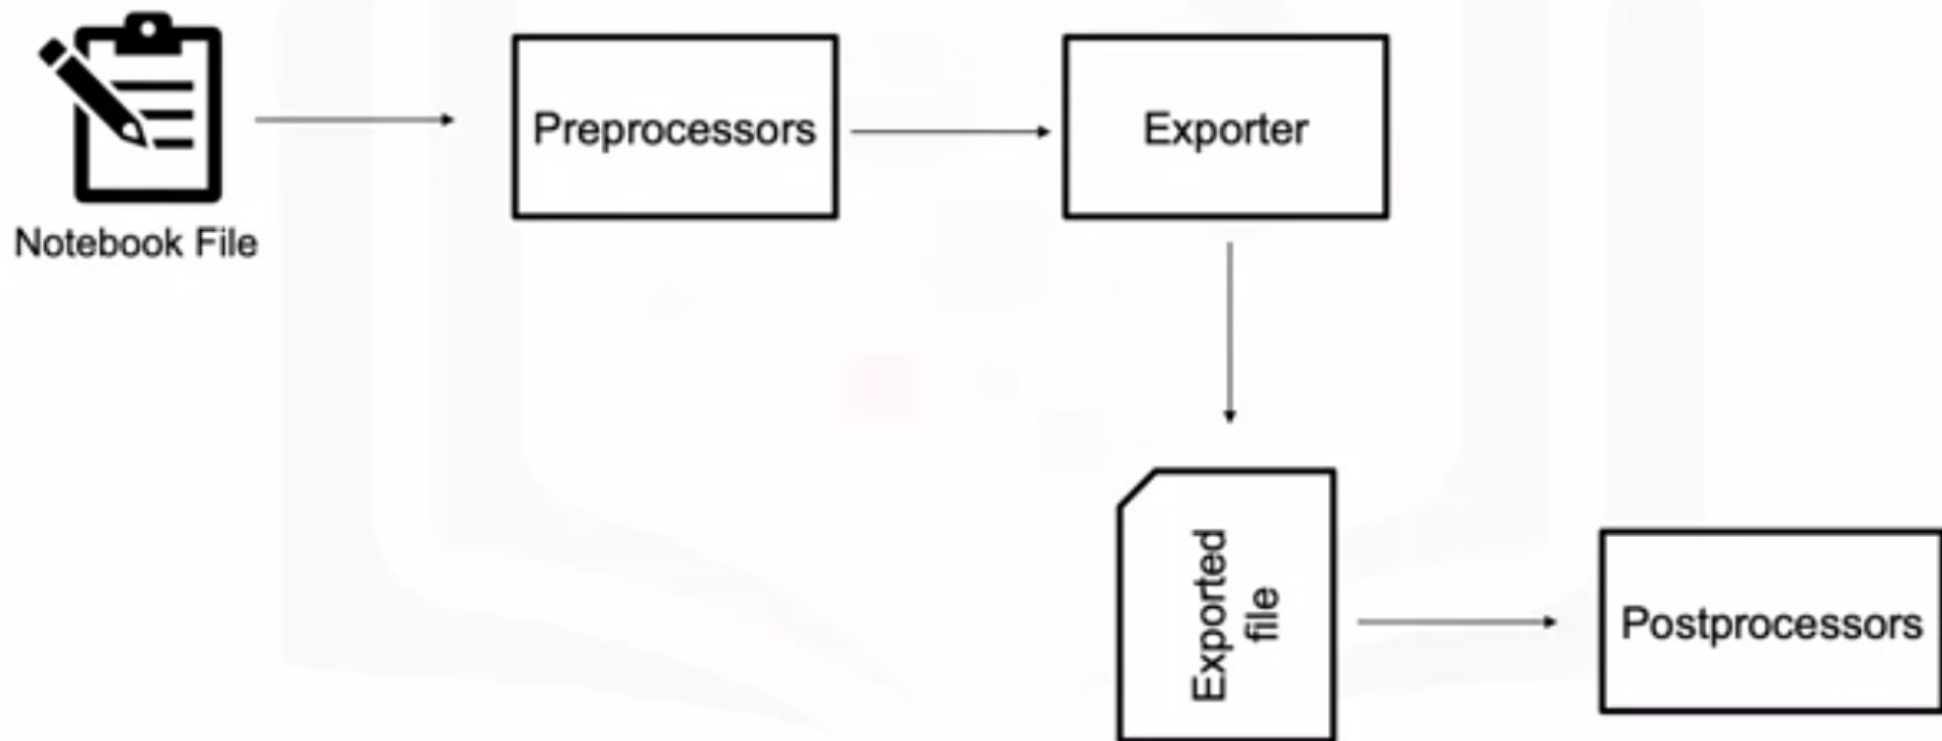 Notebook File
Preprocessors
Exporter
Exported
file
Postprocessors